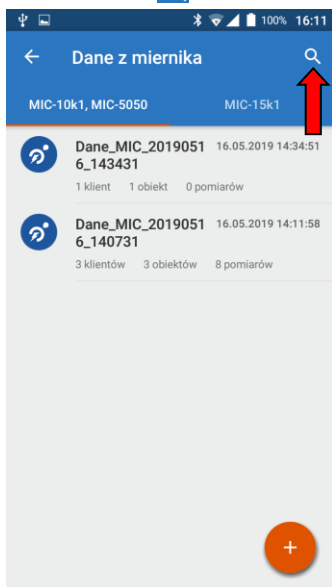 100% 16:11
Dane z miernika
MIC-10k1, MIC-5050 MIC-15k1
Dane_MIC_2019051 16.05.2019 14:34:51
6_143431
1 klient 1 obiekt 0 pomiarów
Dane_MIC_2019051 16.05.2019 14:11:58
6_140731
3 klientów 3 obiektów 8 pomiarów